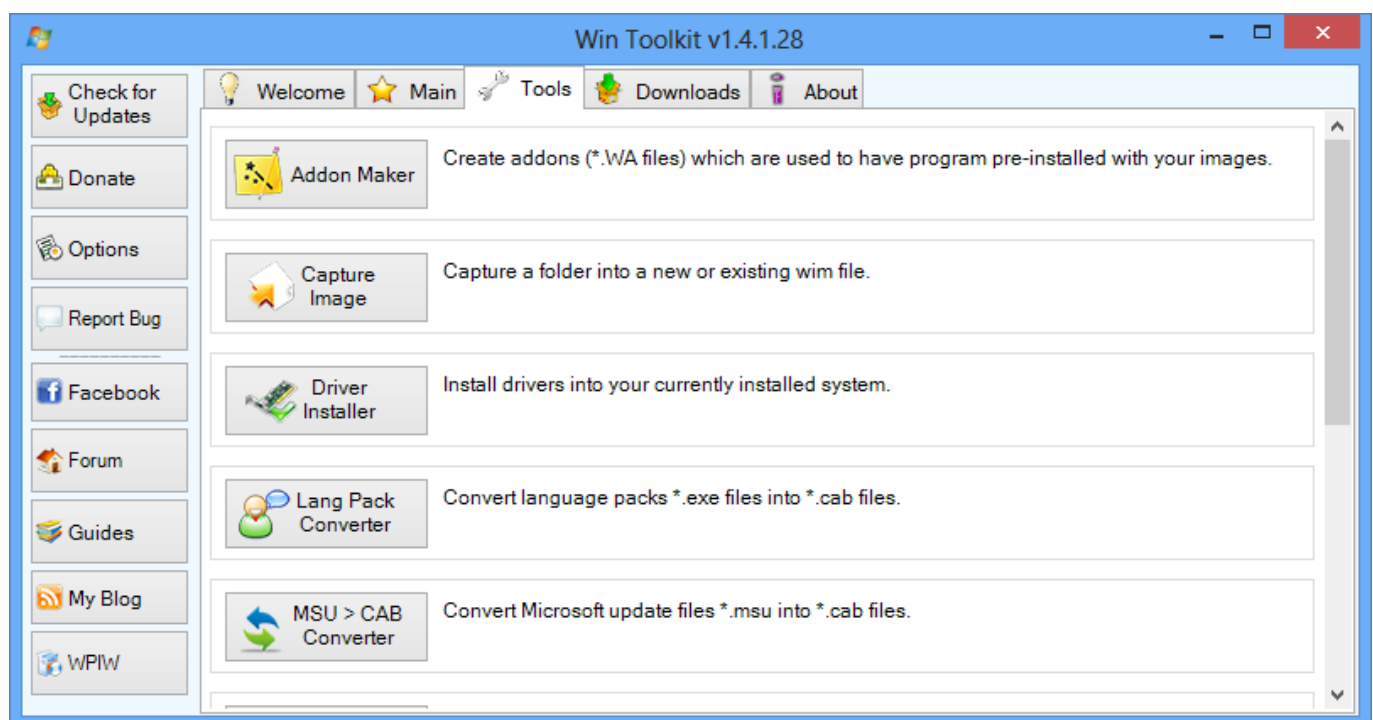 Win Toolkit v1.4.1.28
Check for
Updates
Donate
Options
Report Bug
Facebook
Forum
Guides
My Blog
WPIW
Welcome
Main
Tools
Downloads
About
Addon Maker
Create addons (*.WA files) which are used to have program pre-installed with your images.
Capture
Image
Capture a folder into a new or existing wim file.
Driver
Installer
Install drivers into your currently installed system.
Lang Pack
Converter
Convert language packs *.exe files into *.cab files.
MSU > CAB
Converter
Convert Microsoft update files *.msu into *.cab files.